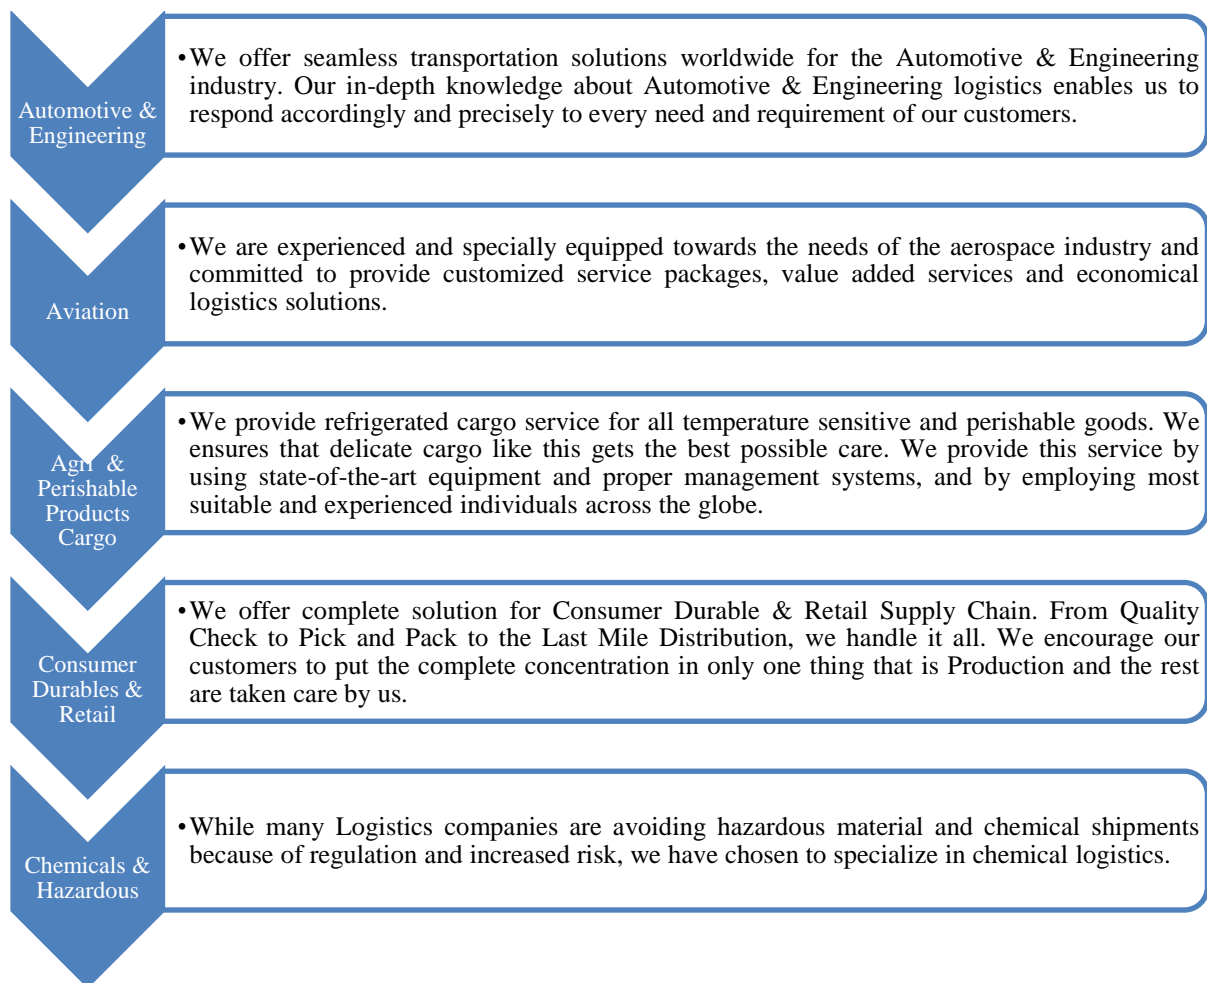 Automotive &
Engineering
•We offer seamless transportation solutions worldwide for the Automotive & Engineering
industry. Our in-depth knowledge about Automotive & Engineering logistics enables us to
respond accordingly and precisely to every need and requirement of our customers.
Aviation
•We are experienced and specially equipped towards the needs of the aerospace industry and
committed to provide customized service packages, value added services and economical
logistics solutions.
Agri &
Perishable
Products
Cargo
•We provide refrigerated cargo service for all temperature sensitive and perishable goods. We
ensures that delicate cargo like this gets the best possible care. We provide this service by
using state-of-the-art equipment and proper management systems, and by employing most
suitable and experienced individuals across the globe.
Consumer
Durables &
Retail
•We offer complete solution for Consumer Durable & Retail Supply Chain. From Quality
Check to Pick and Pack to the Last Mile Distribution, we handle it all. We encourage our
customers to put the complete concentration in only one thing that is Production and the rest
are taken care by us.
Chemicals &
Hazardous
•While many Logistics companies are avoiding hazardous material and chemical shipments
because of regulation and increased risk, we have chosen to specialize in chemical logistics.